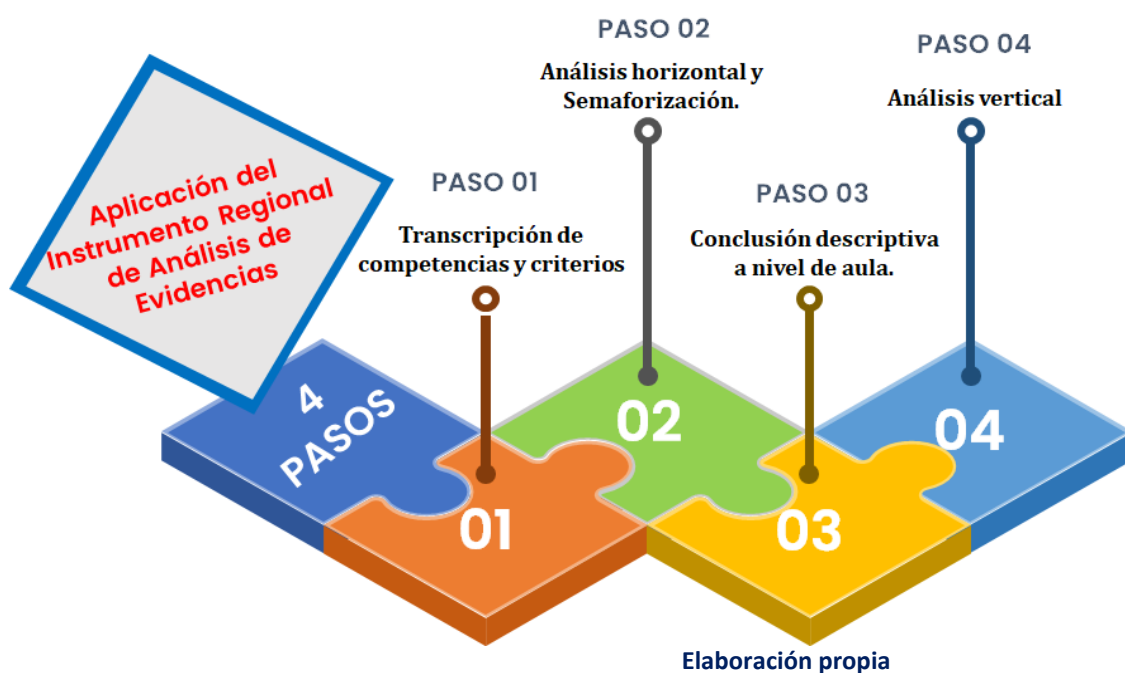 Aplicación del
Instrumento Regional
de Análisis de
Evidencias
4
PASOS
PASO 01
Transcripción de
competencias y criterios
01
PASO 02
Análisis horizontal y
Semaforización.
02
PASO 03
Conclusión descriptiva
a nivel de aula.
03
PASO 04
Análisis vertical
04
Elaboración propia